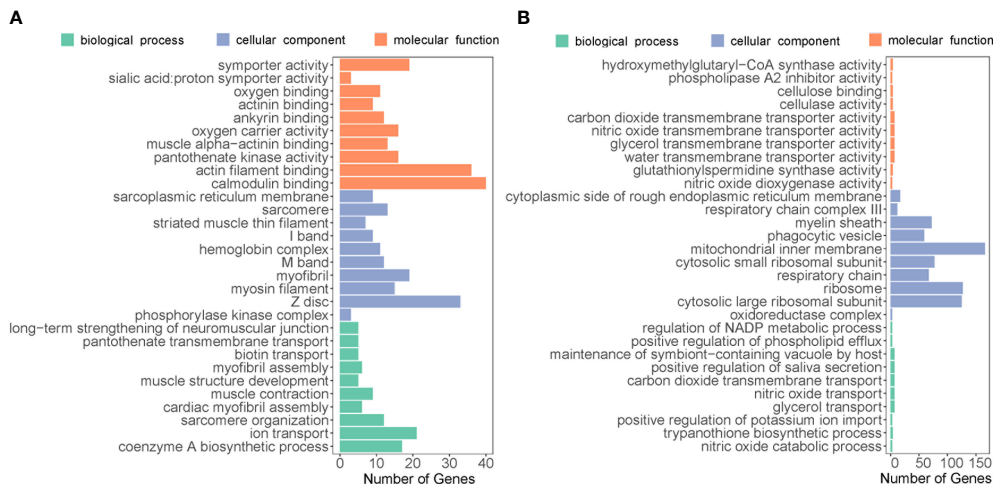 A
biological process
cellular component
molecular function
symporter activity
sialic acid:proton symporter activity
oxygen binding
actinin binding
ankyrin binding
oxygen carrier activity
muscle alpha−actinin binding
pantothenate kinase activity
actin filament binding
calmodulin binding
sarcoplasmic reticulum membrane
sarcomere
striated muscle thin filament
I band
hemoglobin complex
M band
myofibril
myosin filament
Z disc
phosphorylase kinase complex
long−term strengthening of neuromuscular junction
pantothenate transmembrane transport
biotin transport
myofibril assembly
muscle structure development
muscle contraction
cardiac myofibril assembly
sarcomere organization
ion transport
coenzyme A biosynthetic process
0 10 20 30 40
Number of Genes
B
biological process
cellular component
molecular function
hydroxymethylglutaryl−CoA synthase activity
phospholipase A2 inhibitor activity
cellulose binding
cellulase activity
carbon dioxide transmembrane transporter activity
nitric oxide transmembrane transporter activity
glycerol transmembrane transporter activity
water transmembrane transporter activity
glutathionylspermidine synthase activity
nitric oxide dioxygenase activity
cytoplasmic side of rough endoplasmic reticulum membrane
respiratory chain complex III
myelin sheath
phagocytic vesicle
mitochondrial inner membrane
cytosolic small ribosomal subunit
respiratory chain
ribosome
cytosolic large ribosomal subunit
oxidoreductase complex
regulation of NADP metabolic process
positive regulation of phospholipid efflux
maintenance of symbiont−containing vacuole by host
positive regulation of saliva secretion
carbon dioxide transmembrane transport
nitric oxide transport
glycerol transport
positive regulation of potassium ion import
trypanothione biosynthetic process
nitric oxide catabolic process
0 50 100 150
Number of Genes